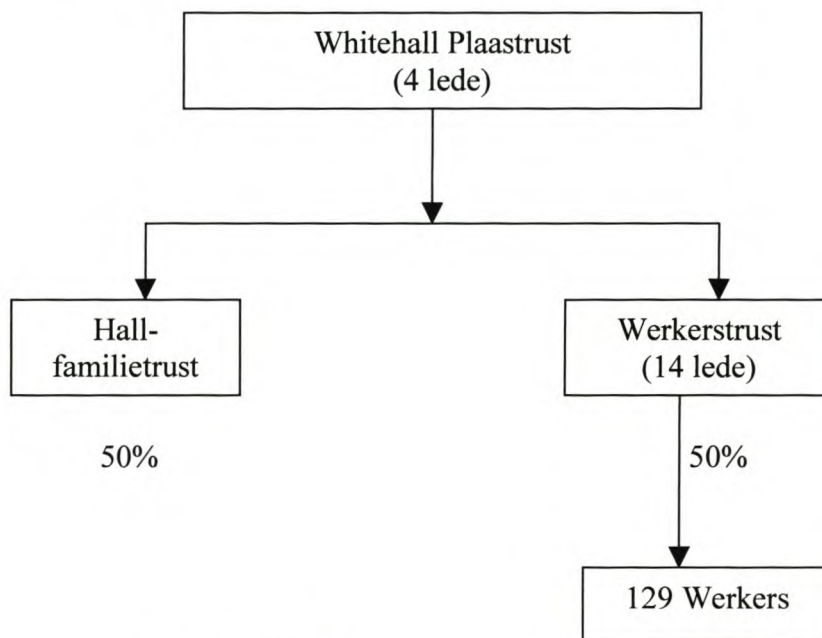 Whitehall Plaastrust
(4 lede)
Hall-
familietrust
Werkerstrust
(14 lede)
50%
50%
129 Werkers